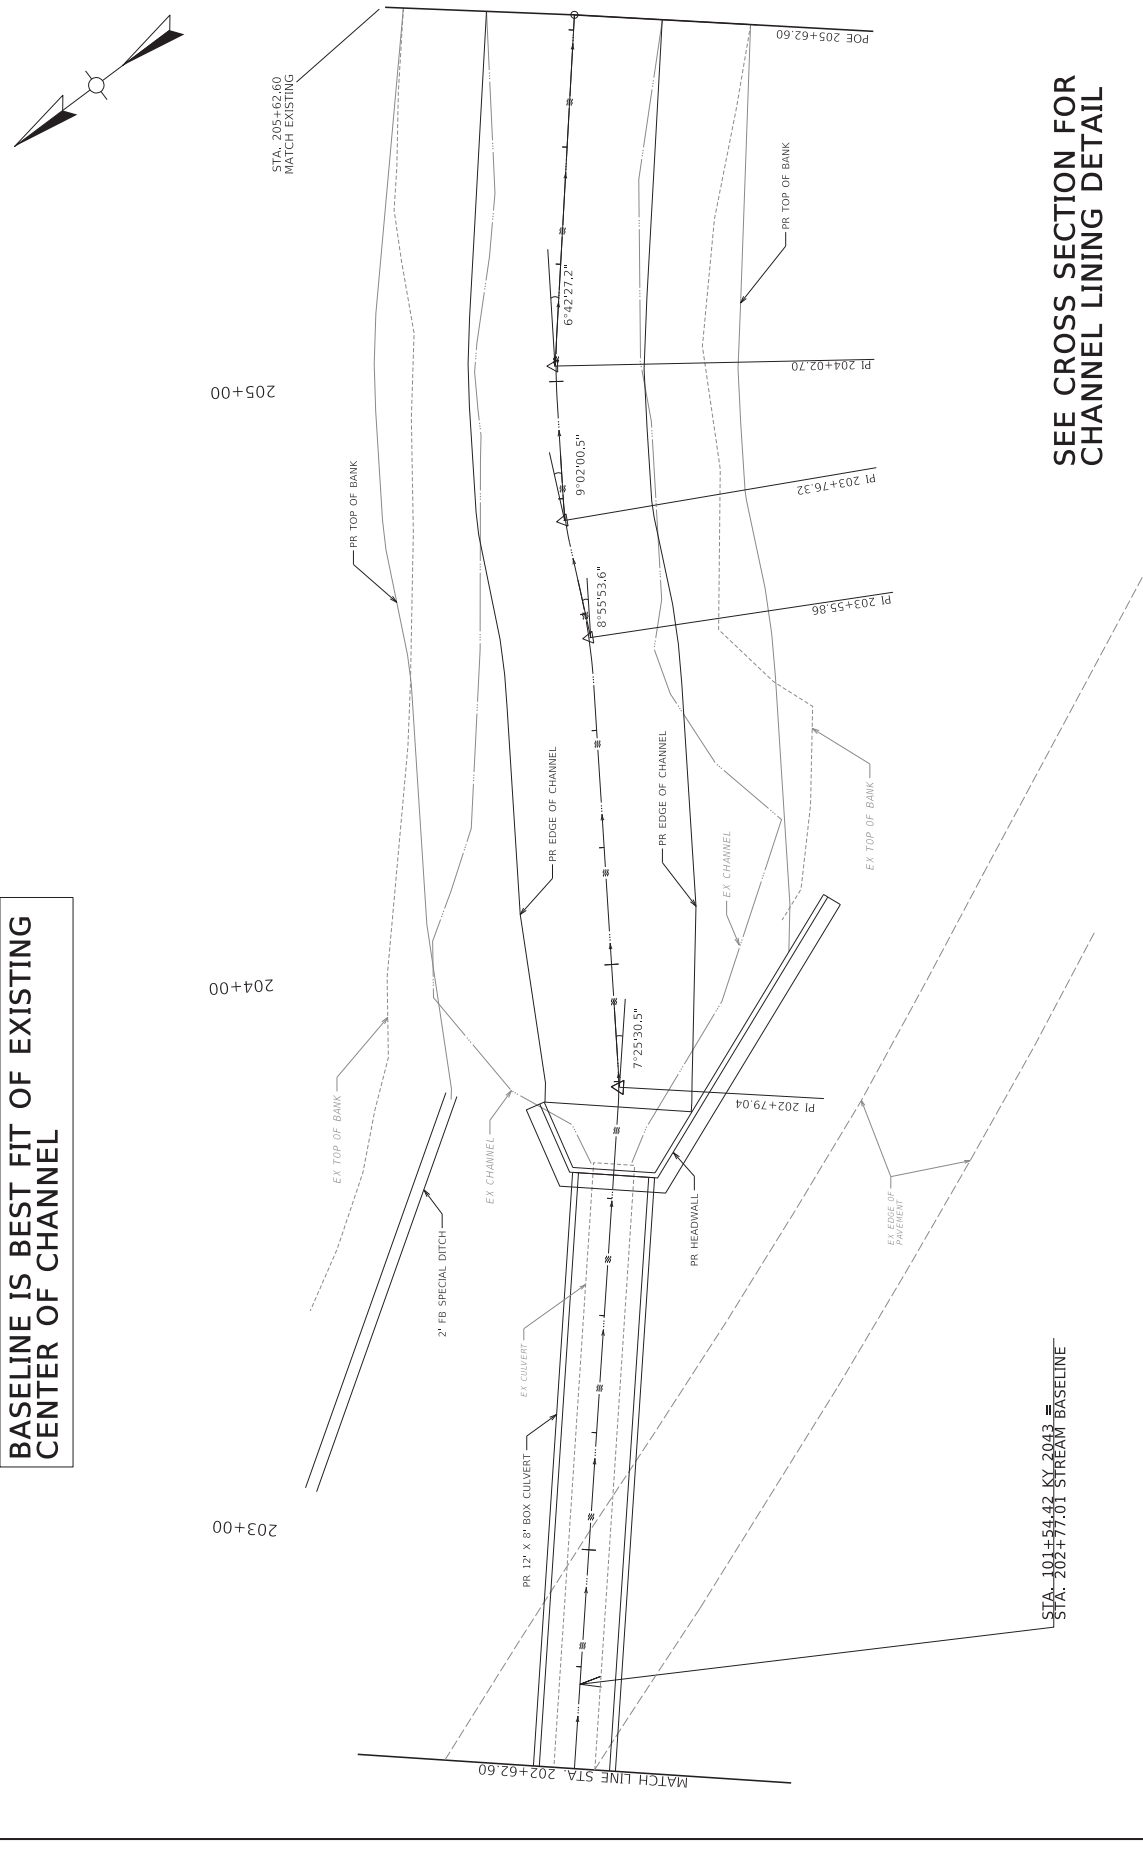 BASELINE IS BEST FIT OF EXISTING
CENTER OF CHANNEL
203+00
204+00
205+00
STA. 205+62.60
MATCH EXISTING
POE 205+62.60
PR TOP OF BANK
PR TOP OF BANK
6°42'27.2"
PI 204+02.70
9°02'00.5"
PI 203+76.32
8°55'53.6"
PI 203+55.86
PR EDGE OF CHANNEL
PR EDGE OF CHANNEL
EX CHANNEL
EX TOP OF BANK
7°25'30.5"
PI 202+79.04
EX TOP OF BANK
EX CHANNEL
2' FB SPECIAL DITCH
PR HEADWALL
EX EDGE OF
PAVEMENT
EX CULVERT
PR 12' X 8' BOX CULVERT
MATCH LINE STA. 202+62.60
STA. 101+54.42 KY 2043 =
STA. 202+77.01 STREAM BASELINE
SEE CROSS SECTION FOR
CHANNEL LINING DETAIL